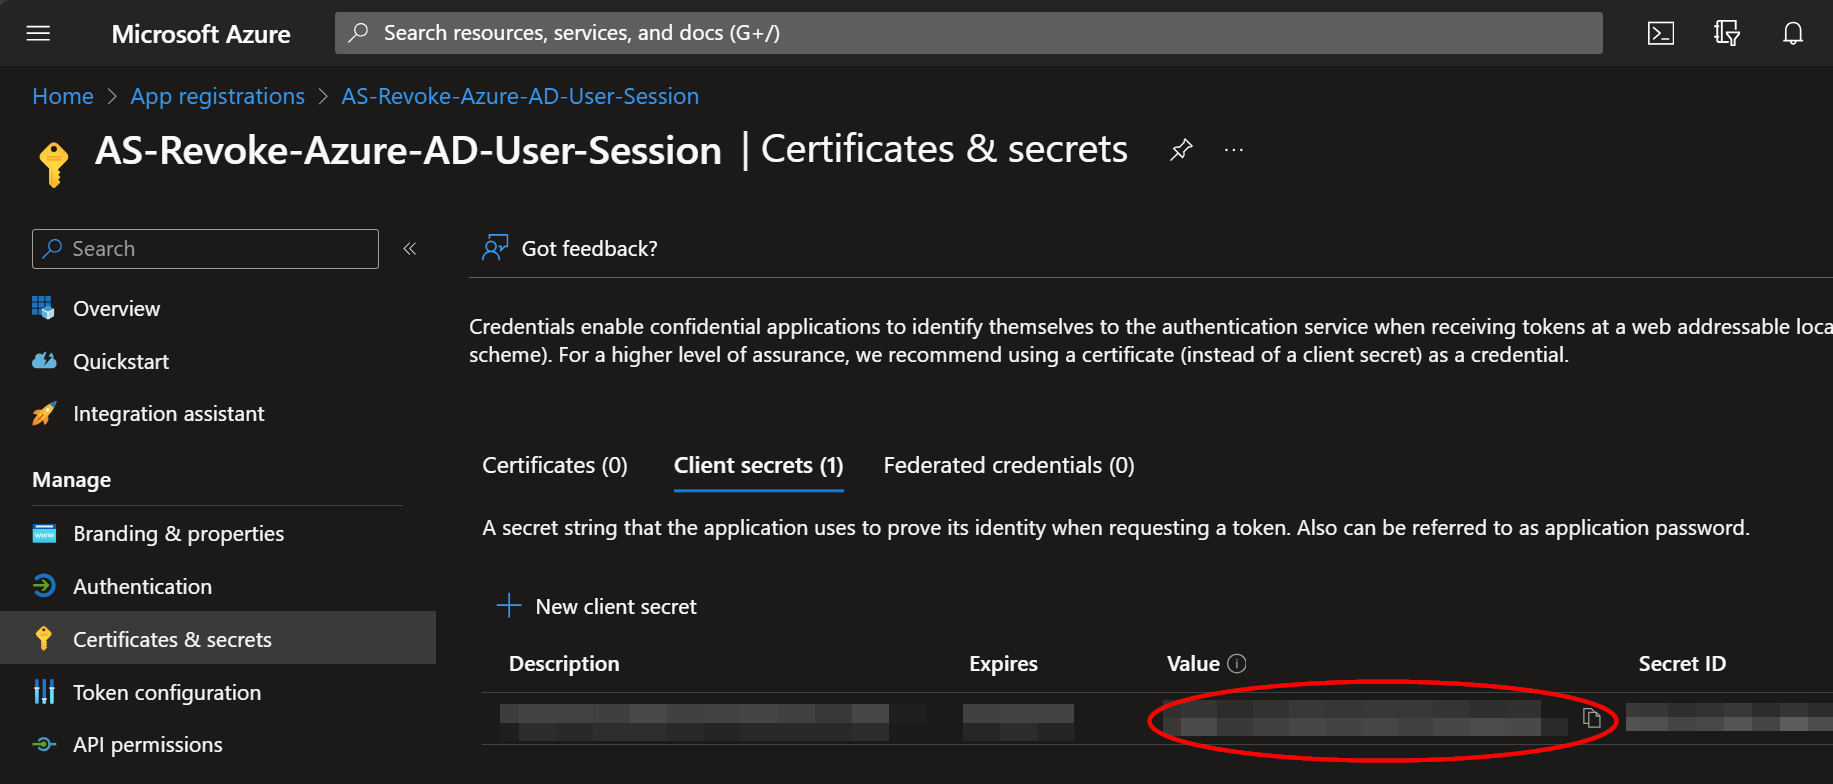 Microsoft Azure
Search resources, services, and docs (G+/)
Home > App registrations > AS-Revoke-Azure-AD-User-Session
AS-Revoke-Azure-AD-User-Session | Certificates & secrets
...
Search
«
Got feedback?
Overview
Quickstart
Integration assistant
Manage
Branding & properties
Authentication
Certificates & secrets
Token configuration
API permissions
Credentials enable confidential applications to identify themselves to the authentication service when receiving tokens at a web addressable loca
scheme). For a higher level of assurance, we recommend using a certificate (instead of a client secret) as a credential.
Certificates (0)
Client secrets (1)
Federated credentials (0)
A secret string that the application uses to prove its identity when requesting a token. Also can be referred to as application password.
New client secret
Description
Expires
Value
Secret ID